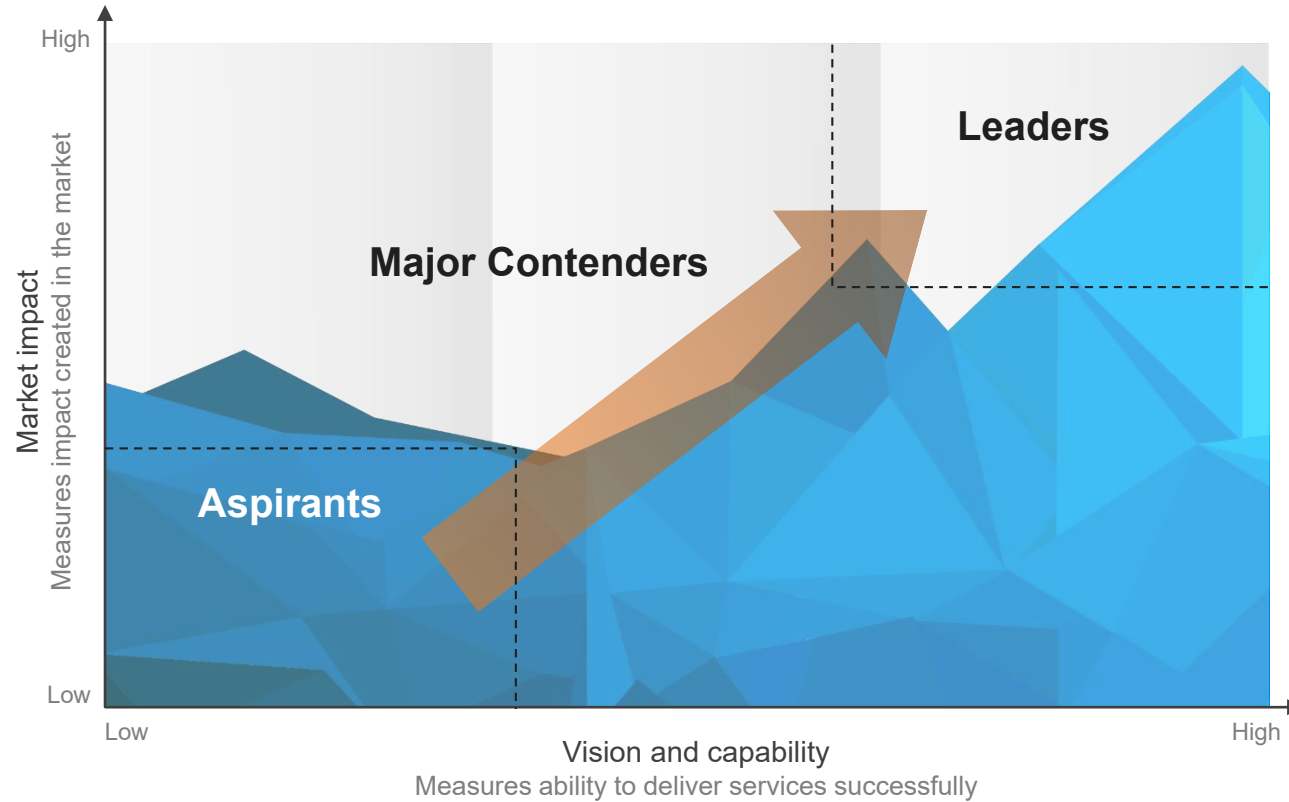 High
Leaders
Major Contenders
Market impact
Measures impact created in the market
Aspirants
Low
Low
High
Vision and capability
Measures ability to deliver services successfully